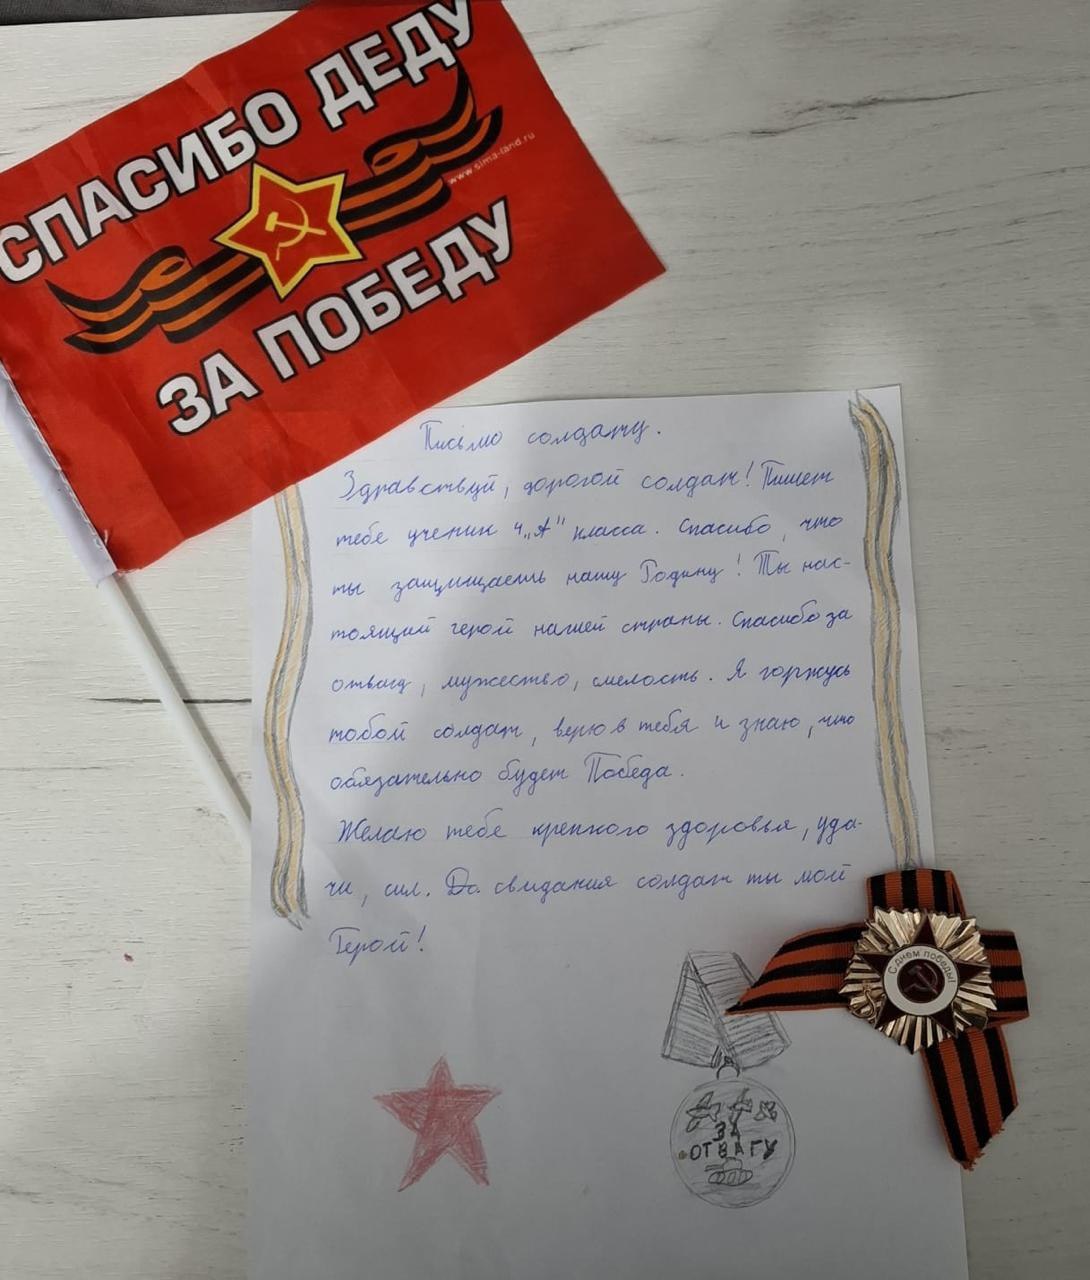 СПАСИБО ДЕДУ
www.sima-land.ru
ЗА ПОБЕДУ
Письмо солдату.
Здравствуй, дорогой солдат! Пишет
тебе ученик 4 „А" класса. Спасибо, что
ты защищаешь нашу Родину! Ты нас-
тоящий герой нашей страны. Спасибо за
отвагу, мужество, смелость. Я горжусь
тобой солдат, верю в тебя и знаю, что
обязательно будет Победа.
Желаю тебе крепкого здоровья, уда-
чи, сил. До свидания солдат ты мой
Герой!
С днем победы!
ЗА
ОТВАГУ